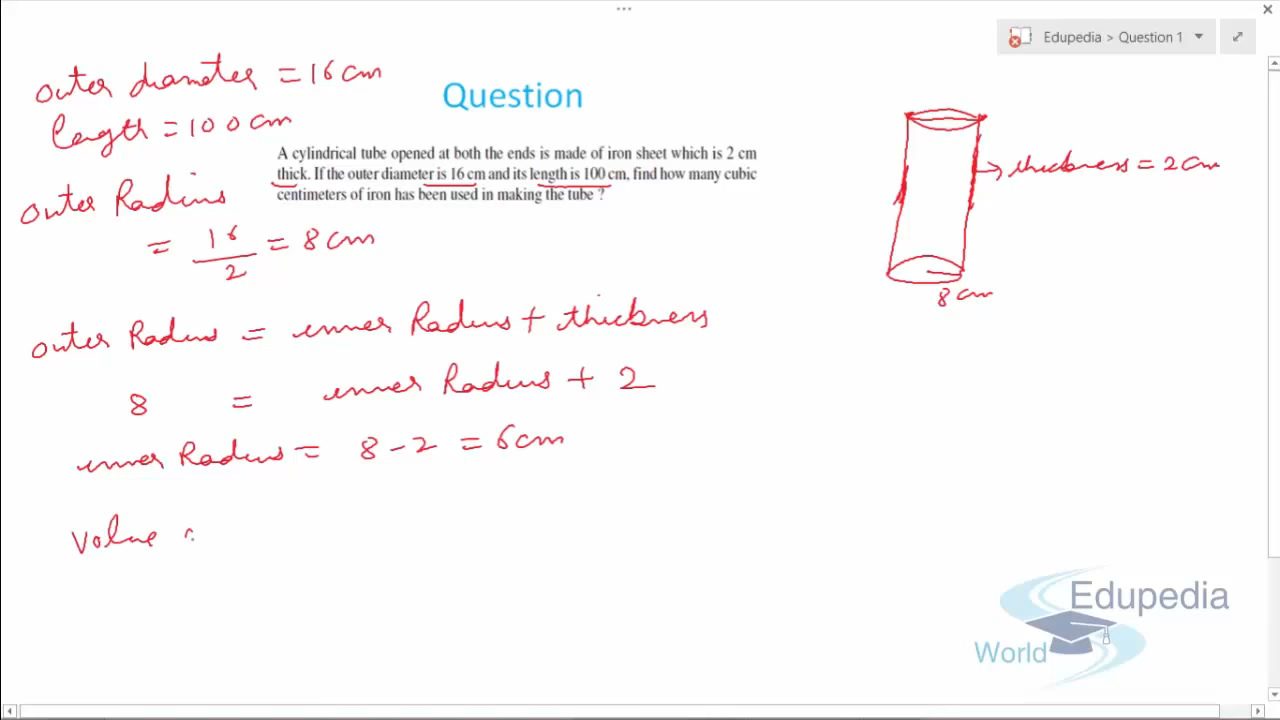 Edupedia > Question 1
outer diameter = 16 cm
Question
length = 100 cm
A cylindrical tube opened at both the ends is made of iron sheet which is 2 cm
thick. If the outer diameter is 16 cm and its length is 100 cm, find how many cubic
centimeters of iron has been used in making the tube ?
thickness = 2 cm
outer Radius
= 16/2 = 8 cm
8 cm
outer Radius = inner Radius + thickness
8 = inner Radius + 2
inner Radius = 8 - 2 = 6 cm
Volume
Edupedia
World